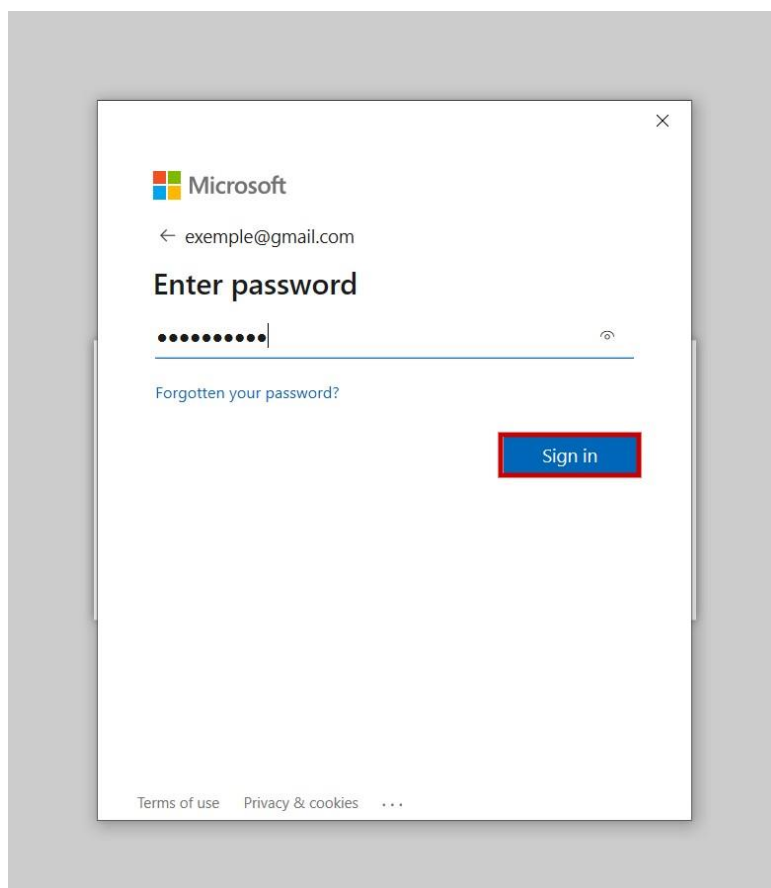 Microsoft
exemple@gmail.com
Enter password
●●●●●●●●●●
Forgotten your password?
Sign in
Terms of use Privacy & cookies ...